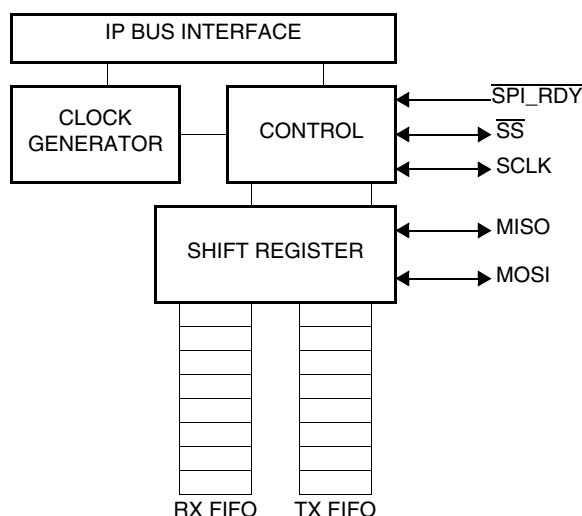 IP BUS INTERFACE
CLOCK
GENERATOR
CONTROL
SPI_RDY
SS
SCLK
SHIFT REGISTER
MISO
MOSI
RX FIFO
TX FIFO